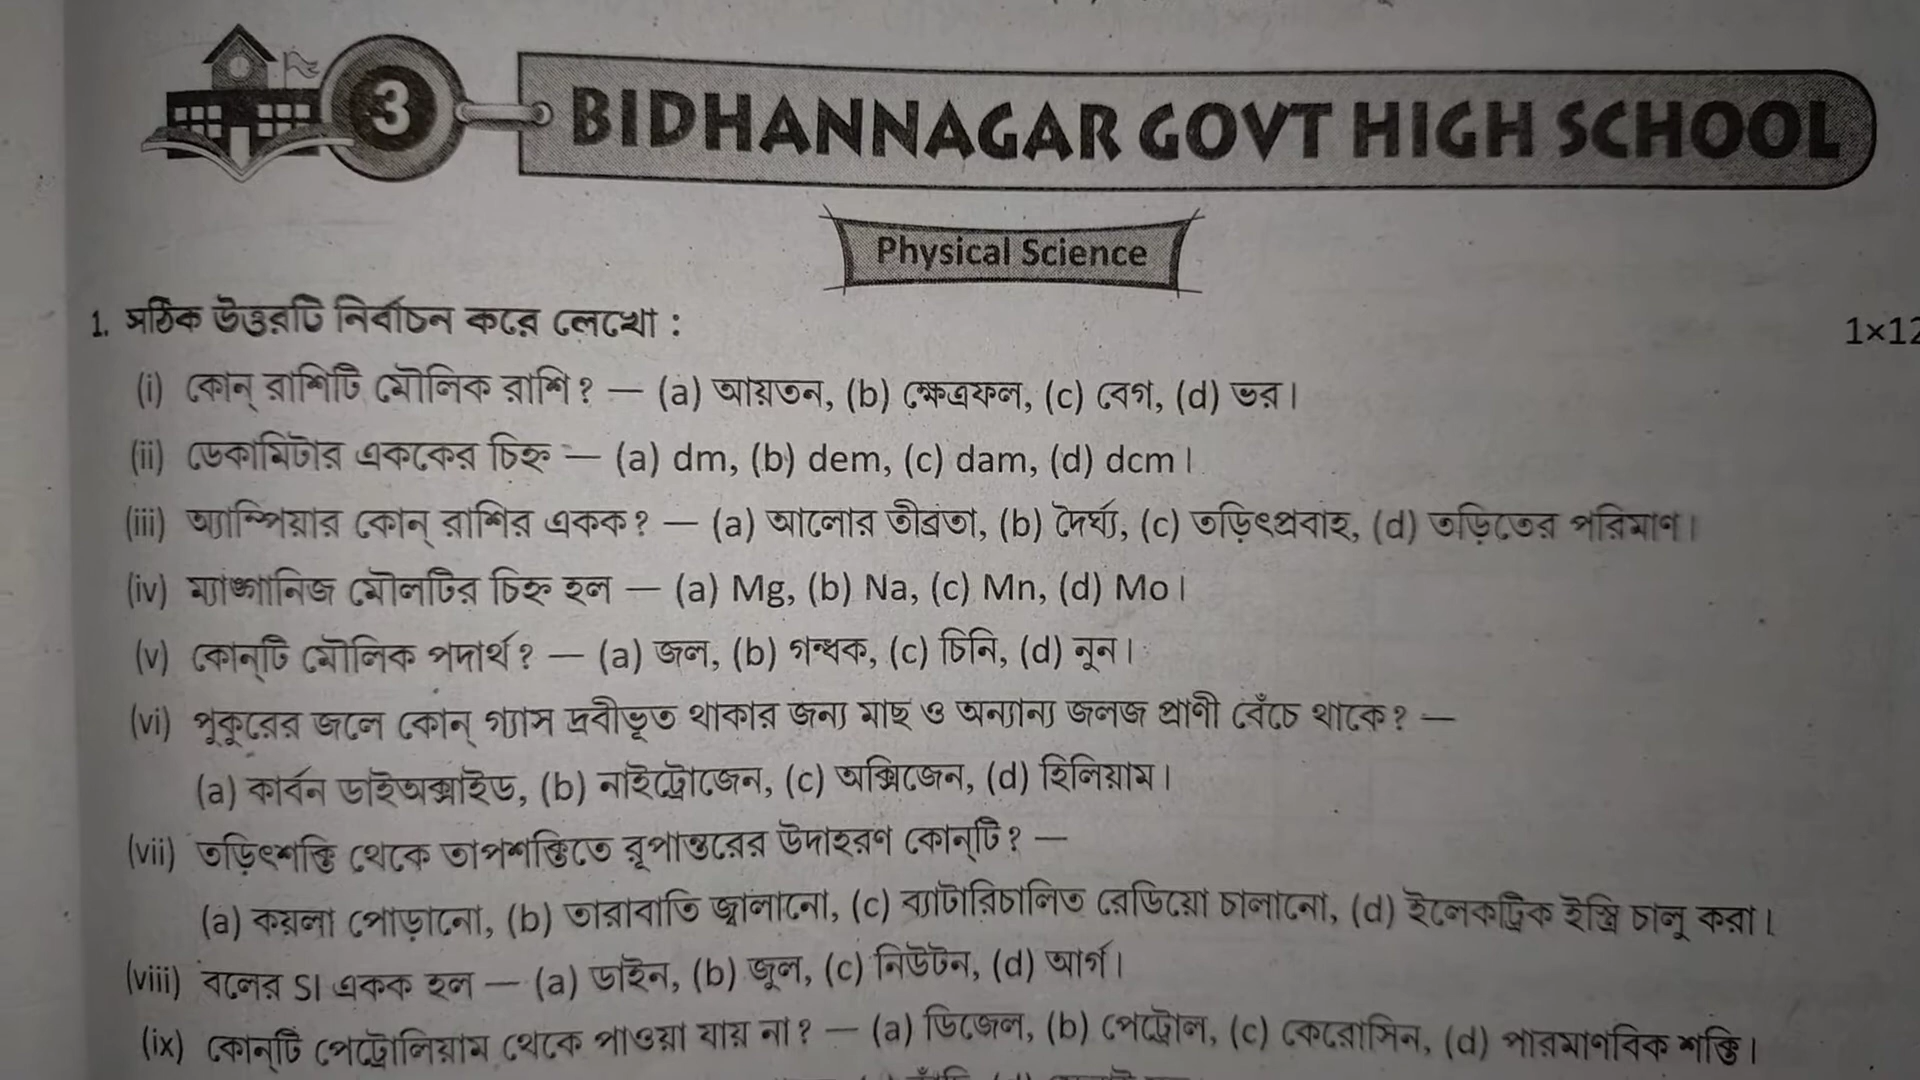 3 BIDHANNAGAR GOVT HIGH SCHOOL
Physical Science
1. সঠিক উত্তরটি নির্বাচন করে লেখো : 1×12
(i) কোন্ রাশিটি মৌলিক রাশি? — (a) আয়তন, (b) ক্ষেত্রফল, (c) বেগ, (d) ভর।
(ii) ডেকামিটার এককের চিহ্ন — (a) dm, (b) dem, (c) dam, (d) dcm।
(iii) অ্যাম্পিয়ার কোন্ রাশির একক? — (a) আলোর তীব্রতা, (b) দৈর্ঘ্য, (c) তড়িৎপ্রবাহ, (d) তড়িতের পরিমাণ।
(iv) ম্যাঙ্গানিজ মৌলটির চিহ্ন হল — (a) Mg, (b) Na, (c) Mn, (d) Mo।
(v) কোন্‌টি মৌলিক পদার্থ? — (a) জল, (b) গন্ধক, (c) চিনি, (d) নুন।
(vi) পুকুরের জলে কোন্ গ্যাস দ্রবীভূত থাকার জন্য মাছ ও অন্যান্য জলজ প্রাণী বেঁচে থাকে? —
(a) কার্বন ডাইঅক্সাইড, (b) নাইট্রোজেন, (c) অক্সিজেন, (d) হিলিয়াম।
(vii) তড়িৎশক্তি থেকে তাপশক্তিতে রূপান্তরের উদাহরণ কোন্‌টি? —
(a) কয়লা পোড়ানো, (b) তারাবাতি জ্বালানো, (c) ব্যাটারিচালিত রেডিয়ো চালানো, (d) ইলেকট্রিক ইস্ত্রি চালু করা।
(viii) বলের SI একক হল — (a) ডাইন, (b) জুল, (c) নিউটন, (d) আর্গ।
(ix) কোন্‌টি পেট্রোলিয়াম থেকে পাওয়া যায় না? — (a) ডিজেল, (b) পেট্রোল, (c) কেরোসিন, (d) পারমাণবিক শক্তি।